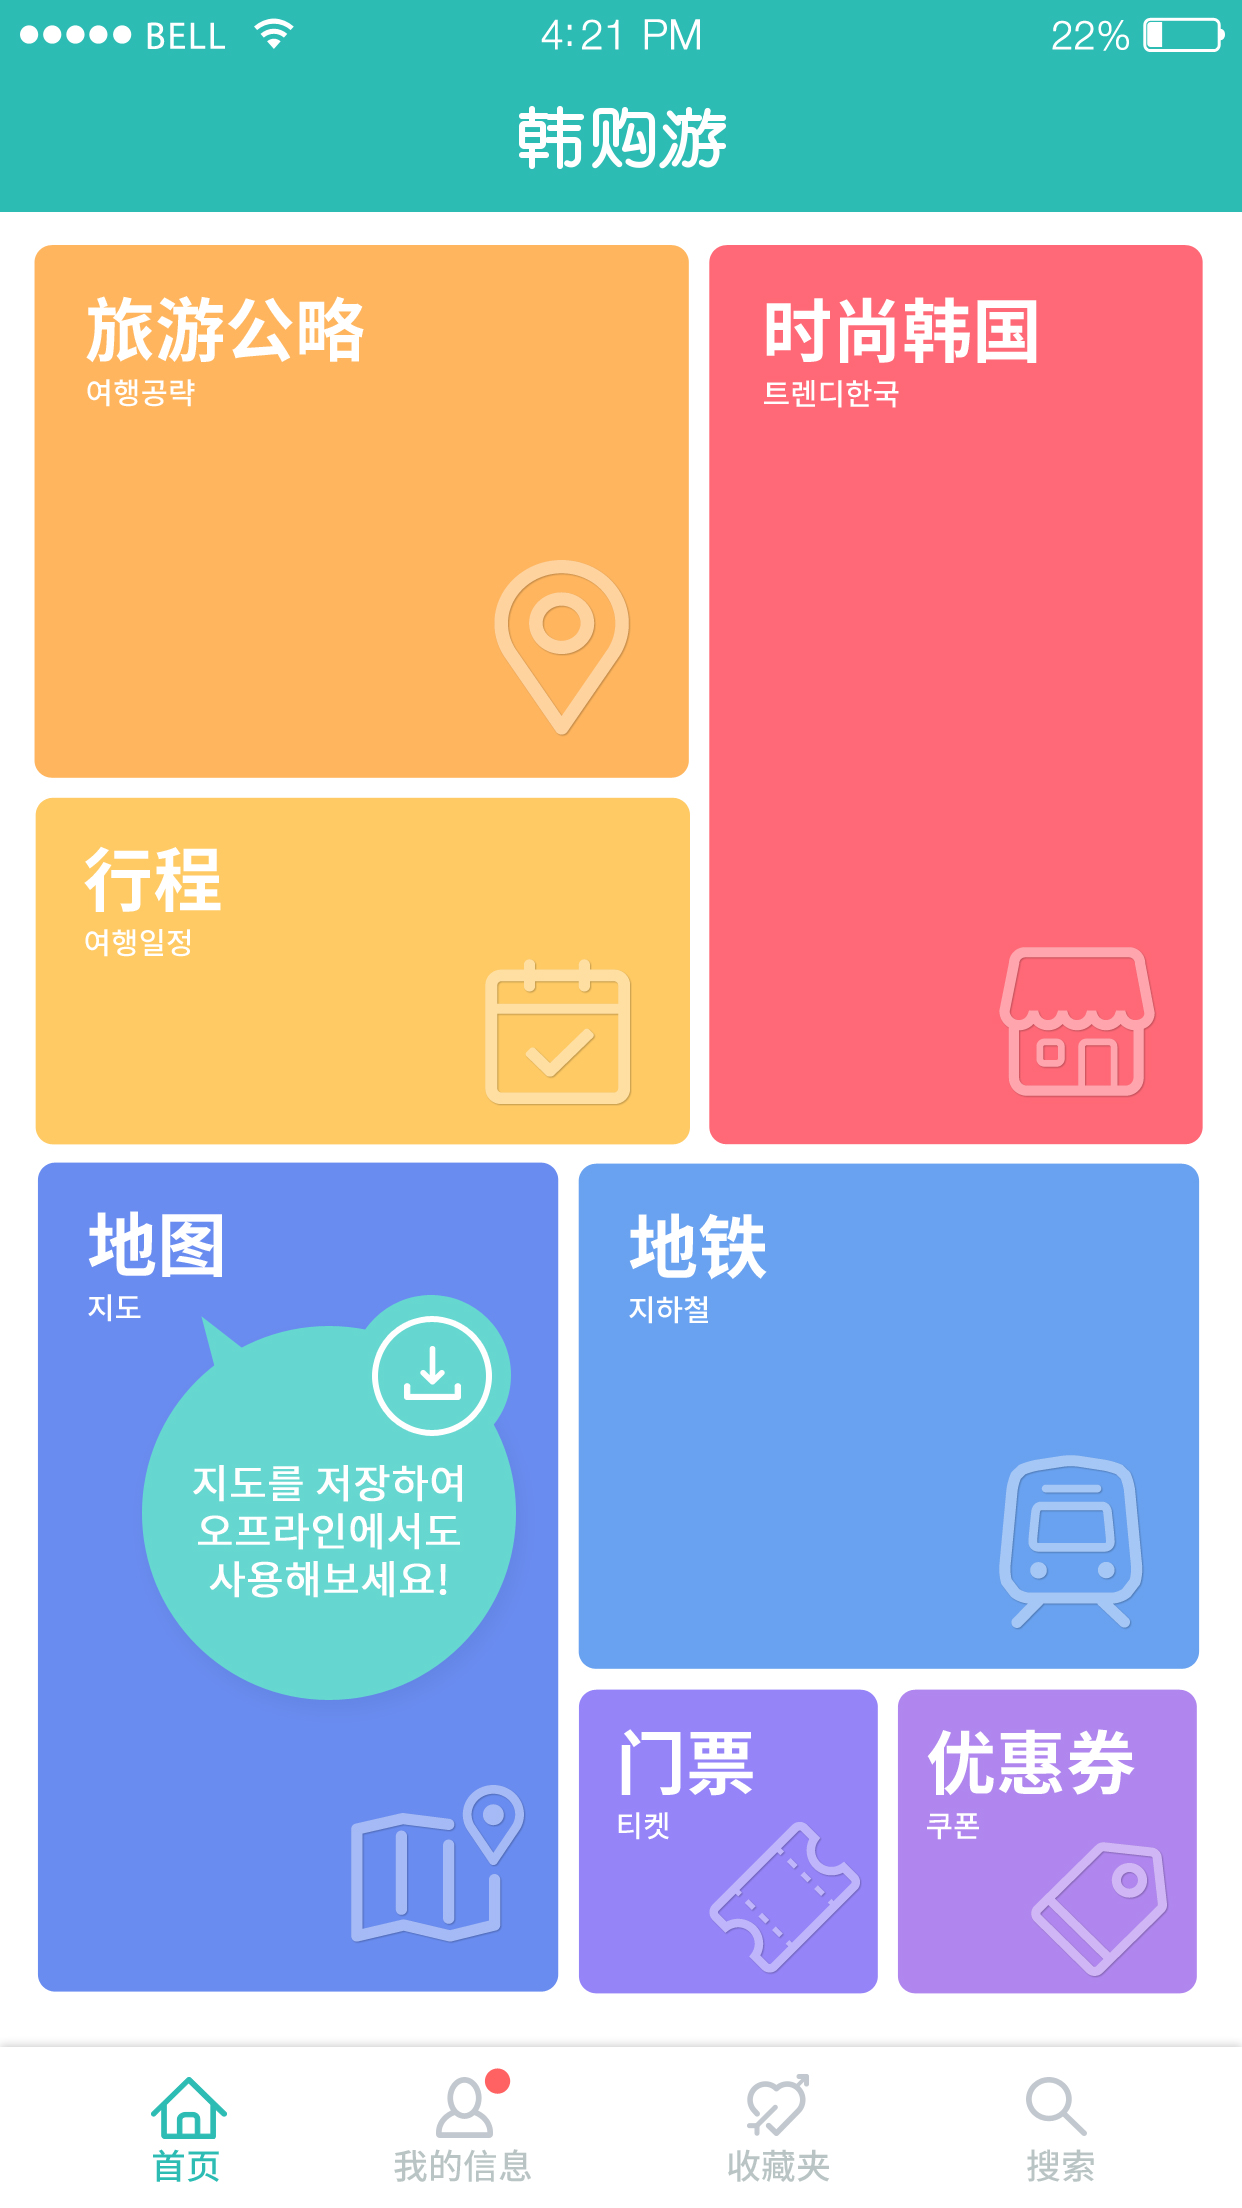 BELL 4:21 PM 22%
韩购游
旅游公略
여행공략
时尚韩国
트렌디한국
行程
여행일정
地图
지도
지도를 저장하여
오프라인에서도
사용해보세요!
地铁
지하철
门票
티켓
优惠券
쿠폰
首页 我的信息 收藏夹 搜索